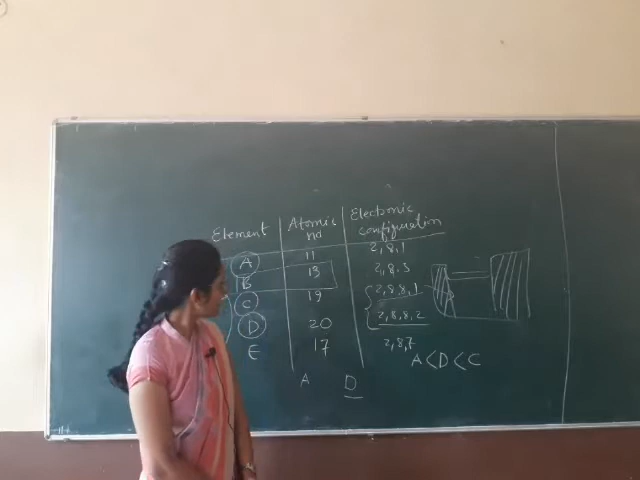 Element Atomic no Electronic configuration
A 11 2,8,1
B 13 2,8,3
C 19 2,8,8,1
D 20 2,8,8,2
E 17 2,8,7
A<D<C
A D